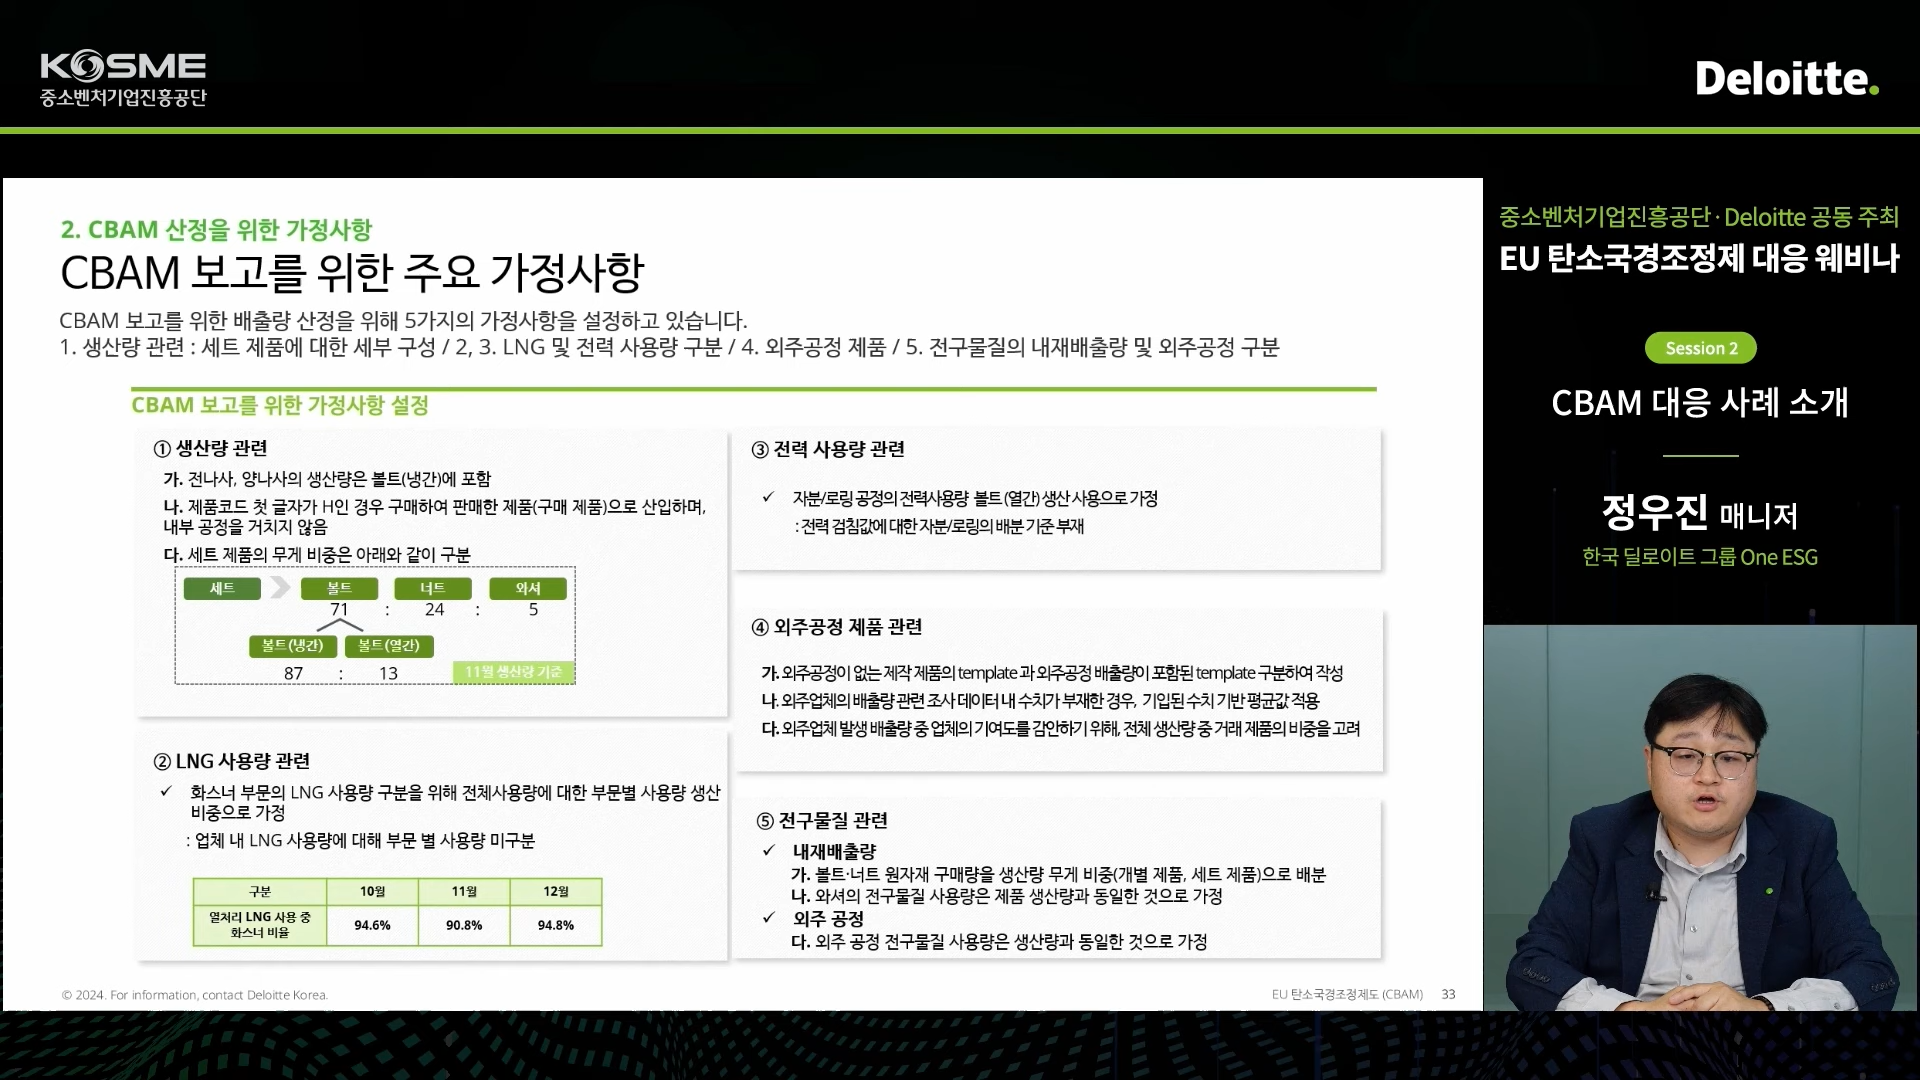 KOSME
중소벤처기업진흥공단
Deloitte.
2. CBAM 산정을 위한 가정사항
CBAM 보고를 위한 주요 가정사항
CBAM 보고를 위한 배출량 산정을 위해 5가지의 가정사항을 설정하고 있습니다.
1. 생산량 관련 : 세트 제품에 대한 세부 구성 / 2, 3. LNG 및 전력 사용량 구분 / 4. 외주공정 제품 / 5. 전구물질의 내재배출량 및 외주공정 구분
CBAM 보고를 위한 가정사항 설정
① 생산량 관련
가. 전나사, 양나사의 생산량은 볼트(냉간)에 포함
나. 제품코드 첫 글자가 H인 경우 구매하여 판매한 제품(구매 제품)으로 산입하며,
내부 공정을 거치지 않음
다. 세트 제품의 무게 비중은 아래와 같이 구분
세트 볼트 너트 와셔
71 : 24 : 5
볼트(냉간) 볼트(열간)
87 : 13 11월 생산량 기준
② LNG 사용량 관련
✓ 화스너 부문의 LNG 사용량 구분을 위해 전체사용량에 대한 부문별 사용량 생산
비중으로 가정
: 업체 내 LNG 사용량에 대해 부문 별 사용량 미구분
구분 10월 11월 12월
열처리 LNG 사용 중
화스너 비율 94.6% 90.8% 94.8%
③ 전력 사용량 관련
✓ 자분/로링 공정의 전력사용량 볼트 (열간) 생산 사용으로 가정
: 전력 검침값에 대한 자분/로링의 배분 기준 부재
④ 외주공정 제품 관련
가. 외주공정이 없는 제작 제품의 template 과 외주공정 배출량이 포함된 template 구분하여 작성
나. 외주업체의 배출량 관련 조사 데이터 내 수치가 부재한 경우, 기입된 수치 기반 평균값 적용
다. 외주업체 발생 배출량 중 업체의 기여도를 감안하기 위해, 전체 생산량 중 거래 제품의 비중을 고려
⑤ 전구물질 관련
✓ 내재배출량
가. 볼트·너트 원자재 구매량을 생산량 무게 비중(개별 제품, 세트 제품)으로 배분
나. 와셔의 전구물질 사용량은 제품 생산량과 동일한 것으로 가정
✓ 외주 공정
다. 외주 공정 전구물질 사용량은 생산량과 동일한 것으로 가정
© 2024. For information, contact Deloitte Korea.
EU 탄소국경조정제도 (CBAM) 33
중소벤처기업진흥공단 · Deloitte 공동 주최
EU 탄소국경조정제 대응 웨비나
Session 2
CBAM 대응 사례 소개
정우진 매니저
한국 딜로이트 그룹 One ESG